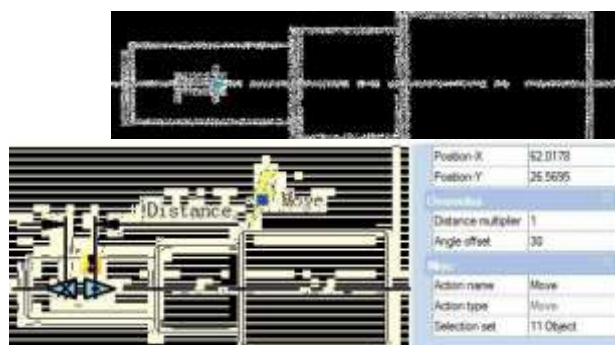 Distance
Move
Position-X 62.0178
Position-Y 26.5695
Distance multiplier 1
Angle offset 30
Action name Move
Action type Move
Selection set 11 Object